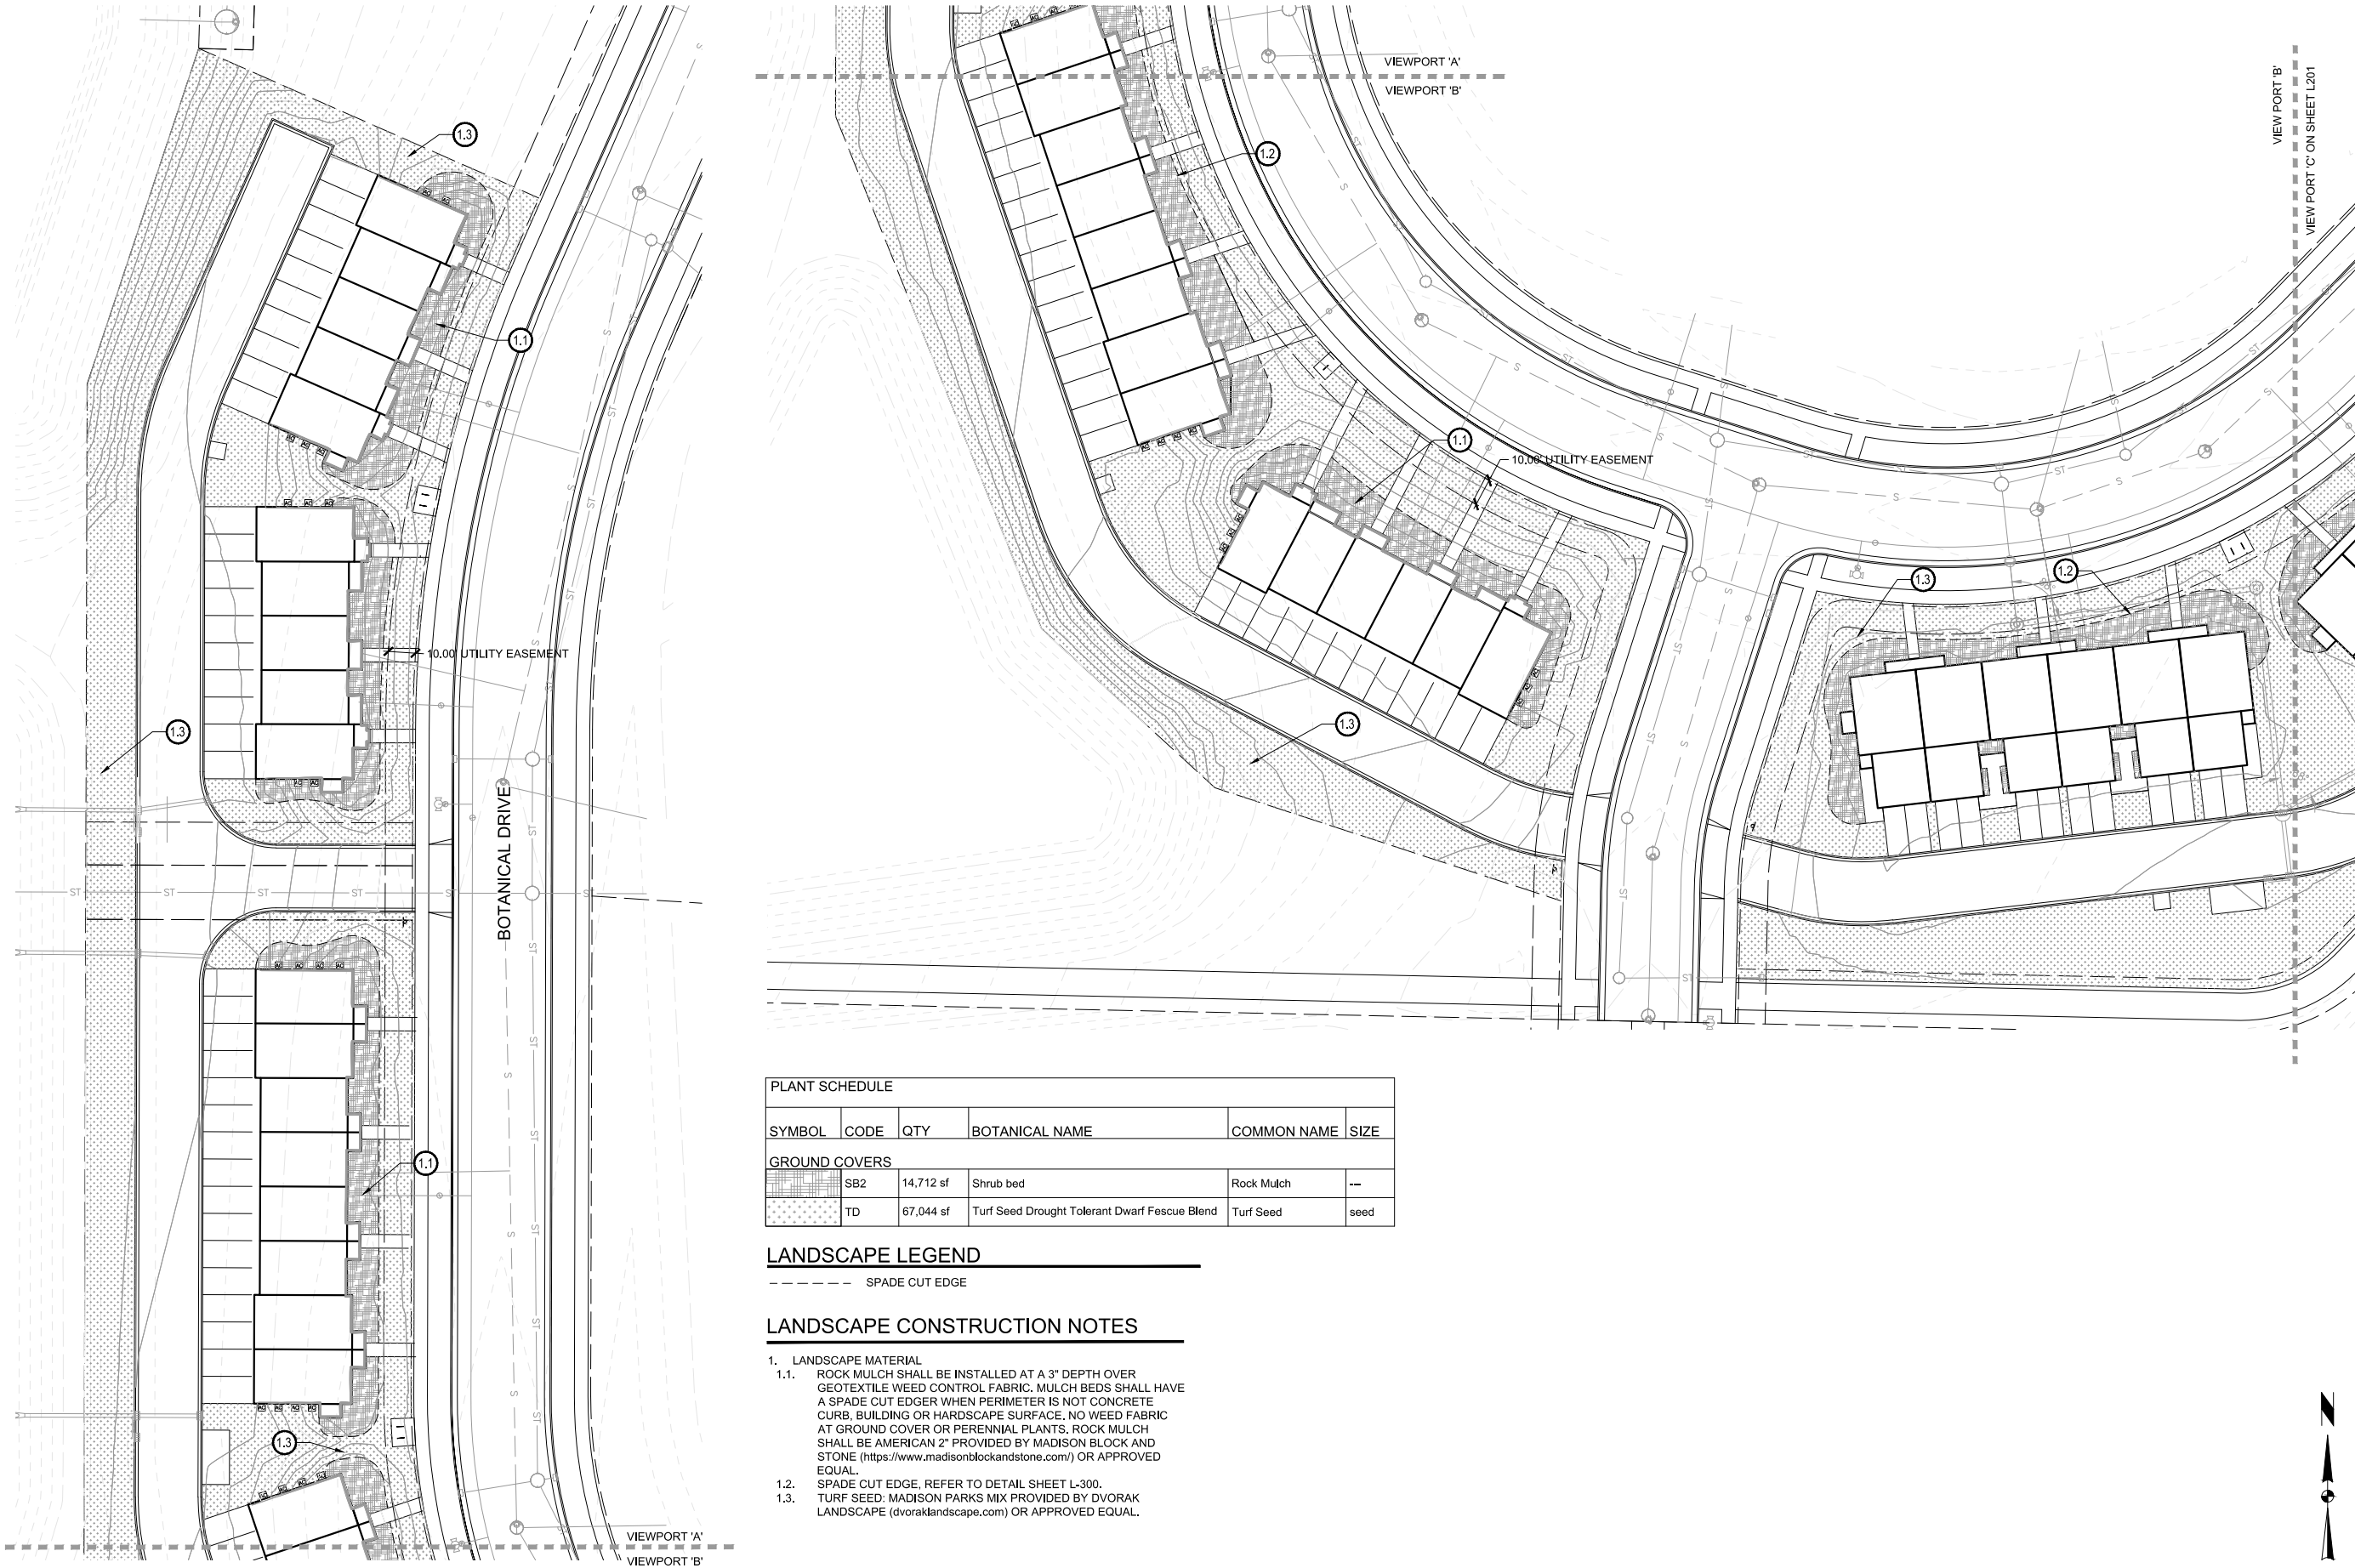 1.3
1.1
10.00' UTILITY EASEMENT
1.3
BOTANICAL DRIVE
ST
ST
ST
ST
1.1
1.3
VIEWPORT 'A'
VIEWPORT 'B'
VIEWPORT 'A'
VIEWPORT 'B'
1.2
VIEW PORT 'B'
VIEW PORT 'C' ON SHEET L201
1.1
10.00' UTILITY EASEMENT
1.3
1.3
1.2
PLANT SCHEDULE
SYMBOL CODE QTY BOTANICAL NAME COMMON NAME SIZE
GROUND COVERS
SB2 14,712 sf Shrub bed Rock Mulch ---
TD 67,044 sf Turf Seed Drought Tolerant Dwarf Fescue Blend Turf Seed seed
LANDSCAPE LEGEND
SPADE CUT EDGE
LANDSCAPE CONSTRUCTION NOTES
1. LANDSCAPE MATERIAL
1.1. ROCK MULCH SHALL BE INSTALLED AT A 3" DEPTH OVER
GEOTEXTILE WEED CONTROL FABRIC. MULCH BEDS SHALL HAVE
A SPADE CUT EDGER WHEN PERIMETER IS NOT CONCRETE
CURB, BUILDING OR HARDSCAPE SURFACE. NO WEED FABRIC
AT GROUND COVER OR PERENNIAL PLANTS. ROCK MULCH
SHALL BE AMERICAN 2" PROVIDED BY MADISON BLOCK AND
STONE (https://www.madisonblockandstone.com/) OR APPROVED
EQUAL.
1.2. SPADE CUT EDGE, REFER TO DETAIL SHEET L-300.
1.3. TURF SEED: MADISON PARKS MIX PROVIDED BY DVORAK
LANDSCAPE (dvoraklandscape.com) OR APPROVED EQUAL.
N